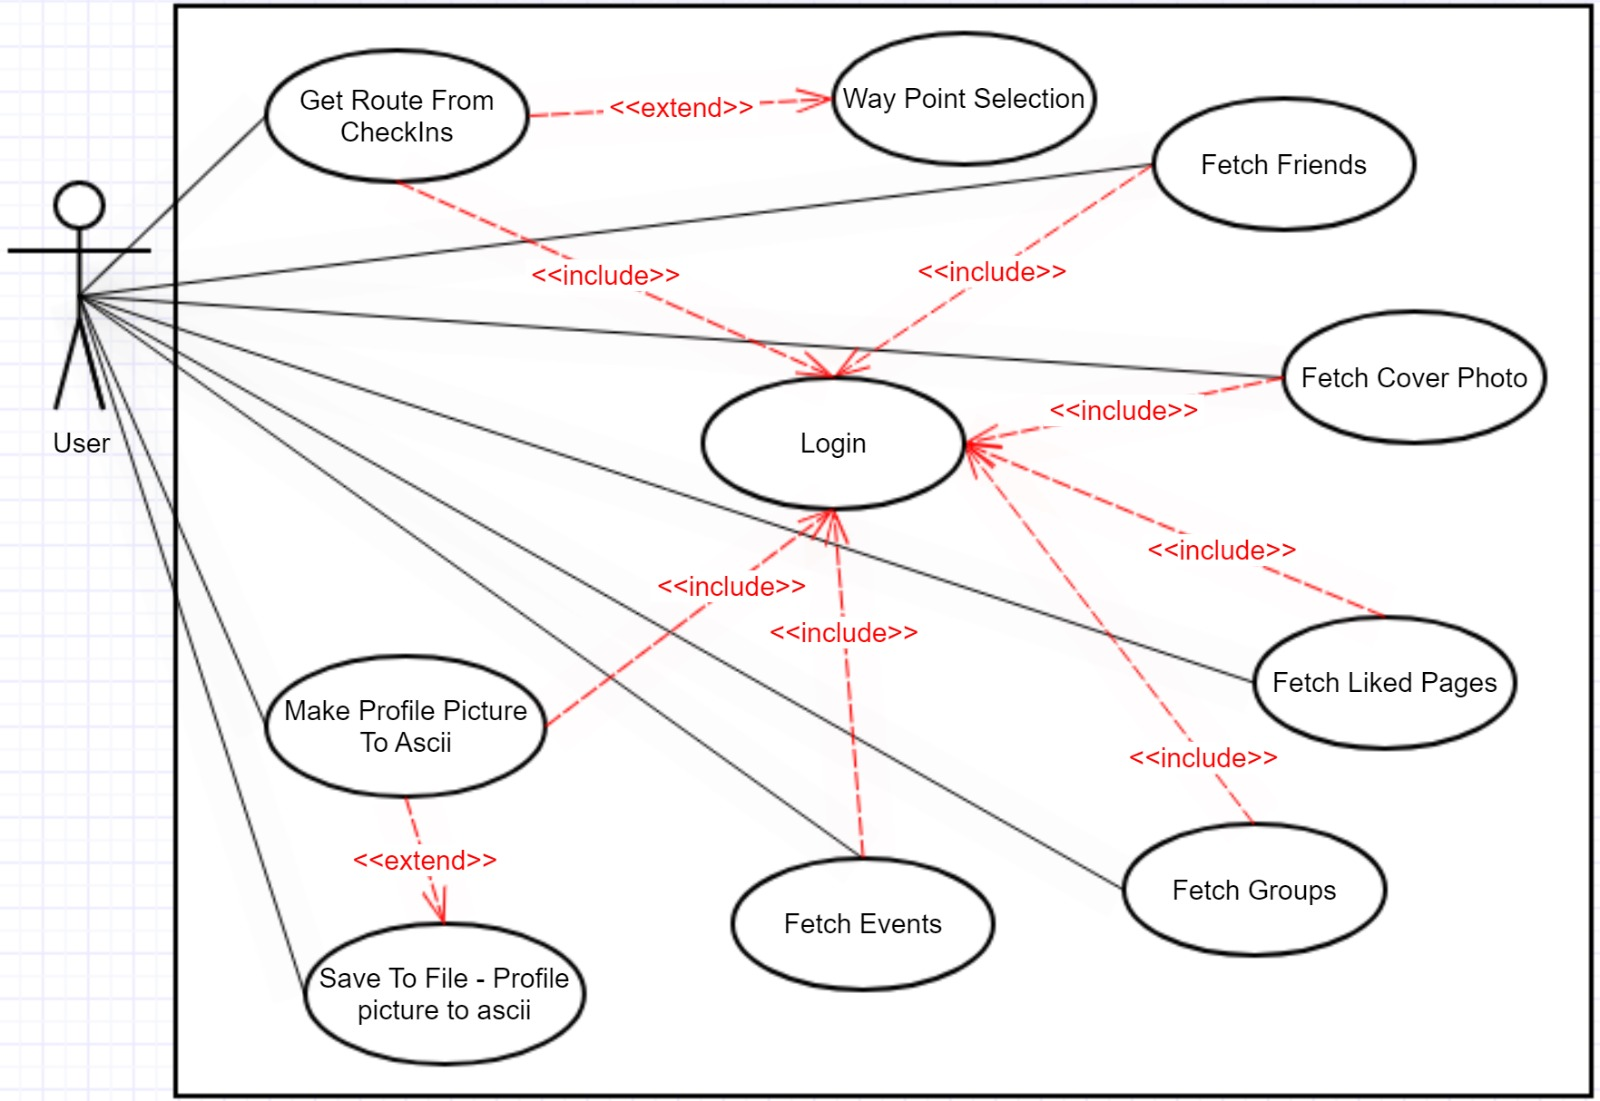 Get Route From
CheckIns
<<extend>>
Way Point Selection
Fetch Friends
<<include>>
<<include>>
Fetch Cover Photo
<<include>>
User
Login
<<include>>
<<include>>
<<include>>
Fetch Liked Pages
Make Profile Picture
To Ascii
<<include>>
<<extend>>
Fetch Groups
Fetch Events
Save To File - Profile
picture to ascii